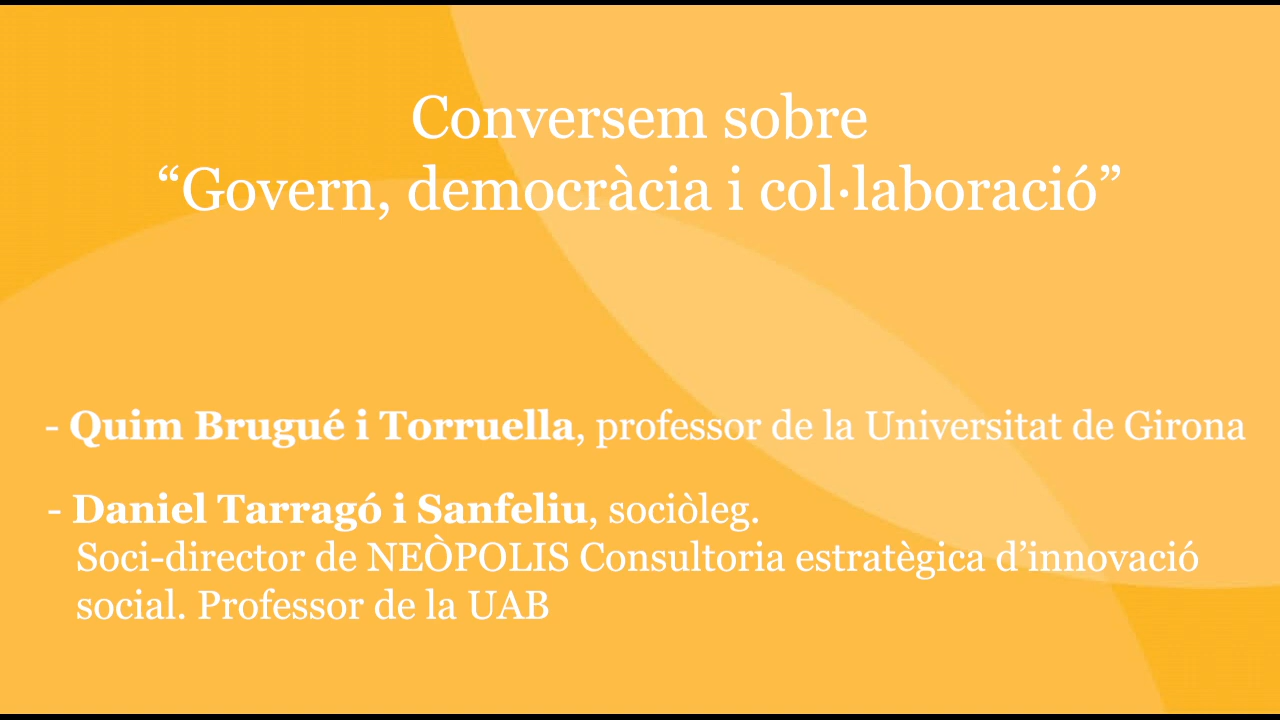 Conversem sobre
“Govern, democràcia i col·laboració”
- Quim Brugué i Torruella, professor de la Universitat de Girona
- Daniel Tarragó i Sanfeliu, sociòleg.
Soci-director de NEÒPOLIS Consultoria estratègica d’innovació
social. Professor de la UAB